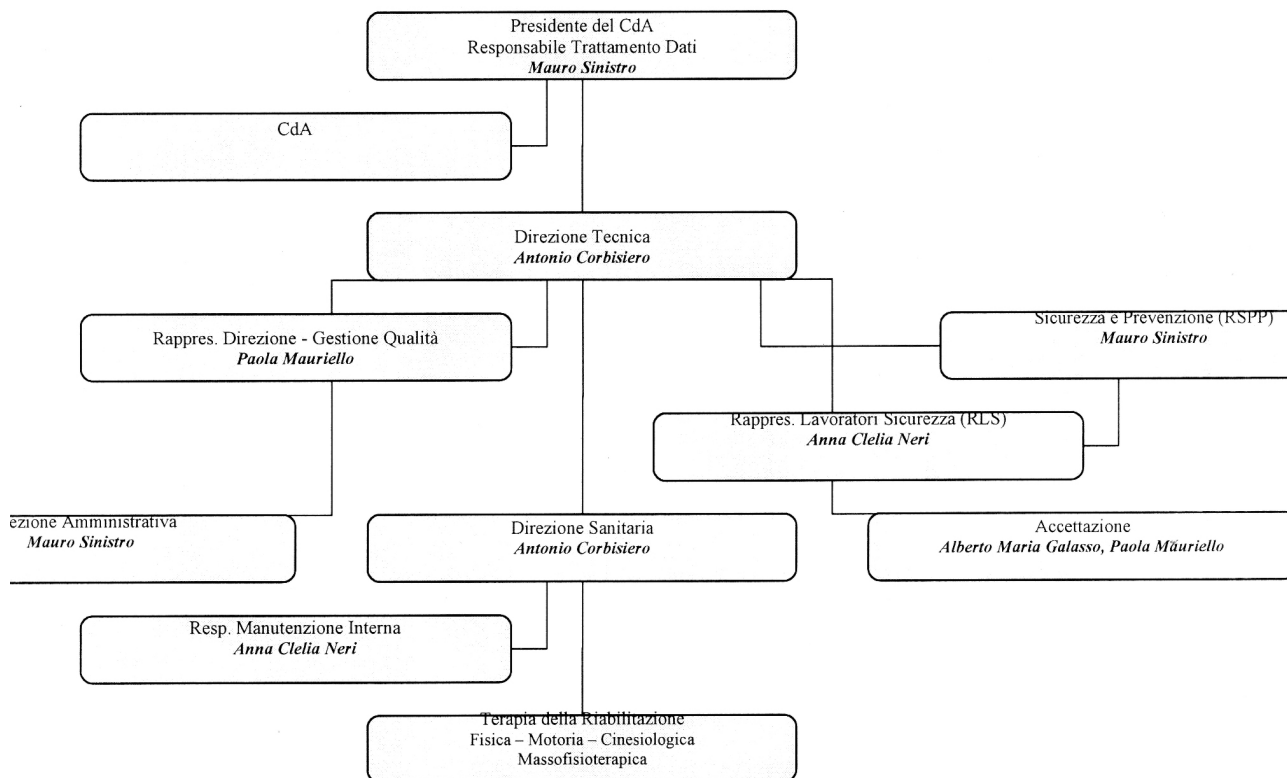 Presidente del CdA
Responsabile Trattamento Dati
Mauro Sinistro
CdA
Direzione Tecnica
Antonio Corbisiero
Rappres. Direzione - Gestione Qualità
Paola Mauriello
Sicurezza e Prevenzione (RSPP)
Mauro Sinistro
Rappres. Lavoratori Sicurezza (RLS)
Anna Clelia Neri
ezione Amministrativa
Mauro Sinistro
Direzione Sanitaria
Antonio Corbisiero
Accettazione
Alberto Maria Galasso, Paola Mauriello
Resp. Manutenzione Interna
Anna Clelia Neri
Terapia della Riabilitazione
Fisica – Motoria – Cinesiologica
Massofisioterapica